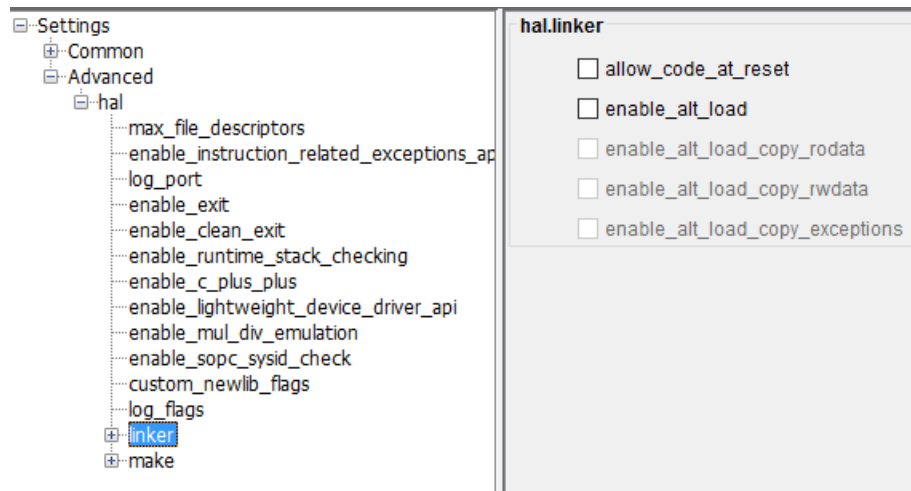 Settings
Common
Advanced
hal
max_file_descriptors
enable_instruction_related_exceptions_ap
log_port
enable_exit
enable_clean_exit
enable_runtime_stack_checking
enable_c_plus_plus
enable_lightweight_device_driver_api
enable_mul_div_emulation
enable_sopc_sysid_check
custom_newlib_flags
log_flags
linker
make
hal.linker
allow_code_at_reset
enable_alt_load
enable_alt_load_copy_rodata
enable_alt_load_copy_rwdata
enable_alt_load_copy_exceptions